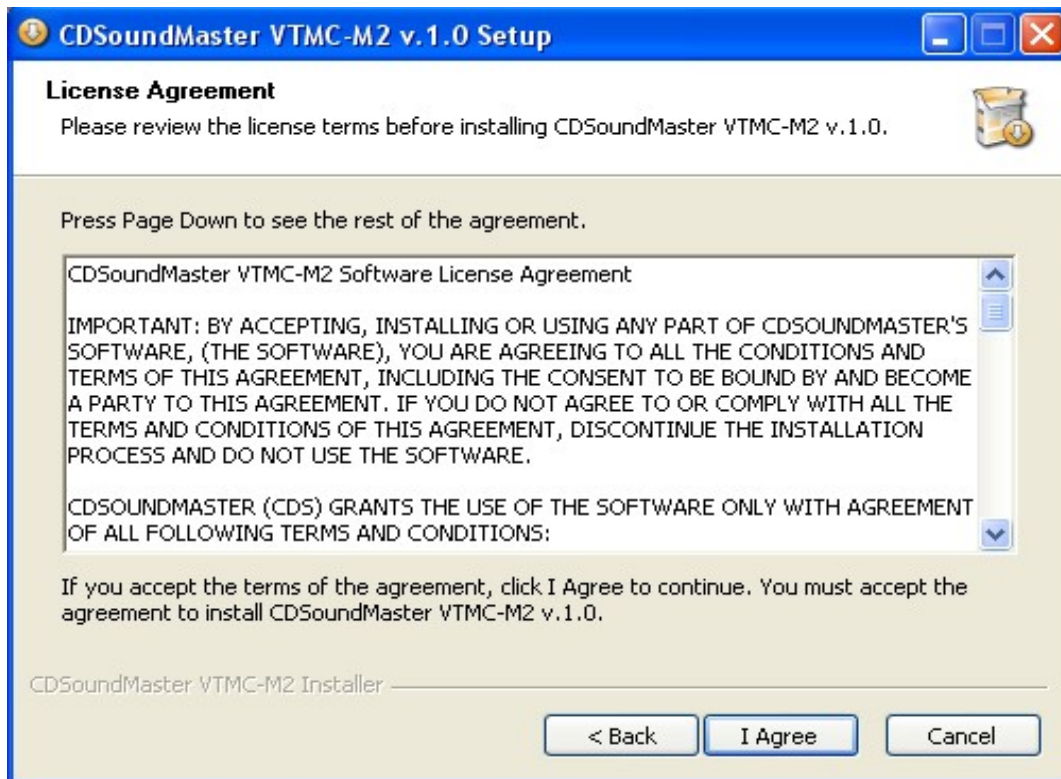 CDSoundMaster VTMC-M2 v.1.0 Setup
License Agreement
Please review the license terms before installing CDSoundMaster VTMC-M2 v.1.0.
Press Page Down to see the rest of the agreement.
CDSoundMaster VTMC-M2 Software License Agreement
IMPORTANT: BY ACCEPTING, INSTALLING OR USING ANY PART OF CDSOUNDMASTER'S
SOFTWARE, (THE SOFTWARE), YOU ARE AGREEING TO ALL THE CONDITIONS AND
TERMS OF THIS AGREEMENT, INCLUDING THE CONSENT TO BE BOUND BY AND BECOME
A PARTY TO THIS AGREEMENT. IF YOU DO NOT AGREE TO OR COMPLY WITH ALL THE
TERMS AND CONDITIONS OF THIS AGREEMENT, DISCONTINUE THE INSTALLATION
PROCESS AND DO NOT USE THE SOFTWARE.
CDSOUNDMASTER (CDS) GRANTS THE USE OF THE SOFTWARE ONLY WITH AGREEMENT
OF ALL FOLLOWING TERMS AND CONDITIONS:
If you accept the terms of the agreement, click I Agree to continue. You must accept the
agreement to install CDSoundMaster VTMC-M2 v.1.0.
CDSoundMaster VTMC-M2 Installer
< Back
I Agree
Cancel